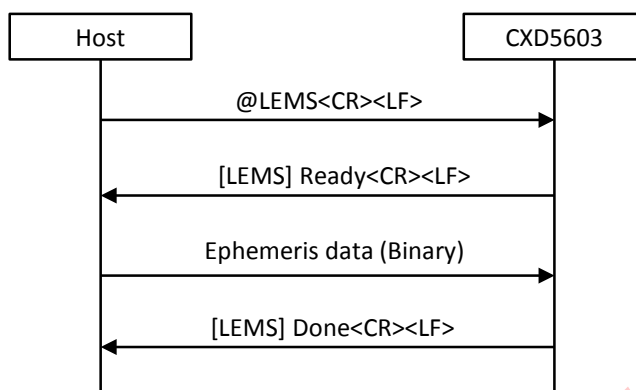 Host
CXD5603
@LEMS<CR><LF>
[LEMS] Ready<CR><LF>
Ephemeris data (Binary)
[LEMS] Done<CR><LF>